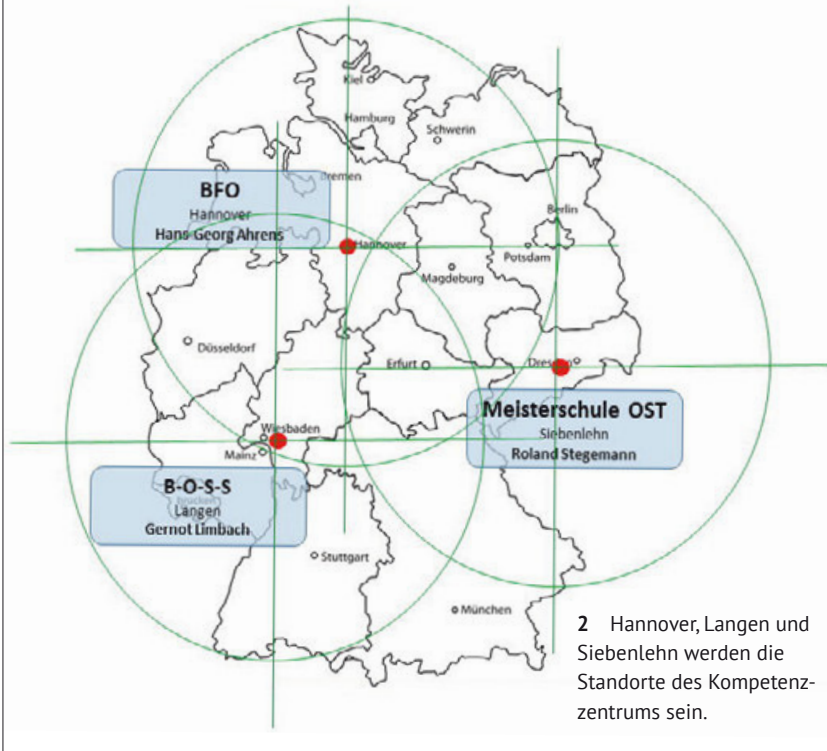 Kiel
Hamburg
Schwerin
Bremen
BFO
Hannover
Hans-Georg Ahrens
Hannover
Berlin
Potsdam
Magdeburg
Düsseldorf
Erfurt
Dresden
Meisterschule OST
Siebenlehn
Roland Stegemann
Wiesbaden
Mainz
B-O-S-S
Langen
Gernot Limbach
Stuttgart
München
2 Hannover, Langen und
Siebenlehn werden die
Standorte des Kompetenz-
zentrums sein.